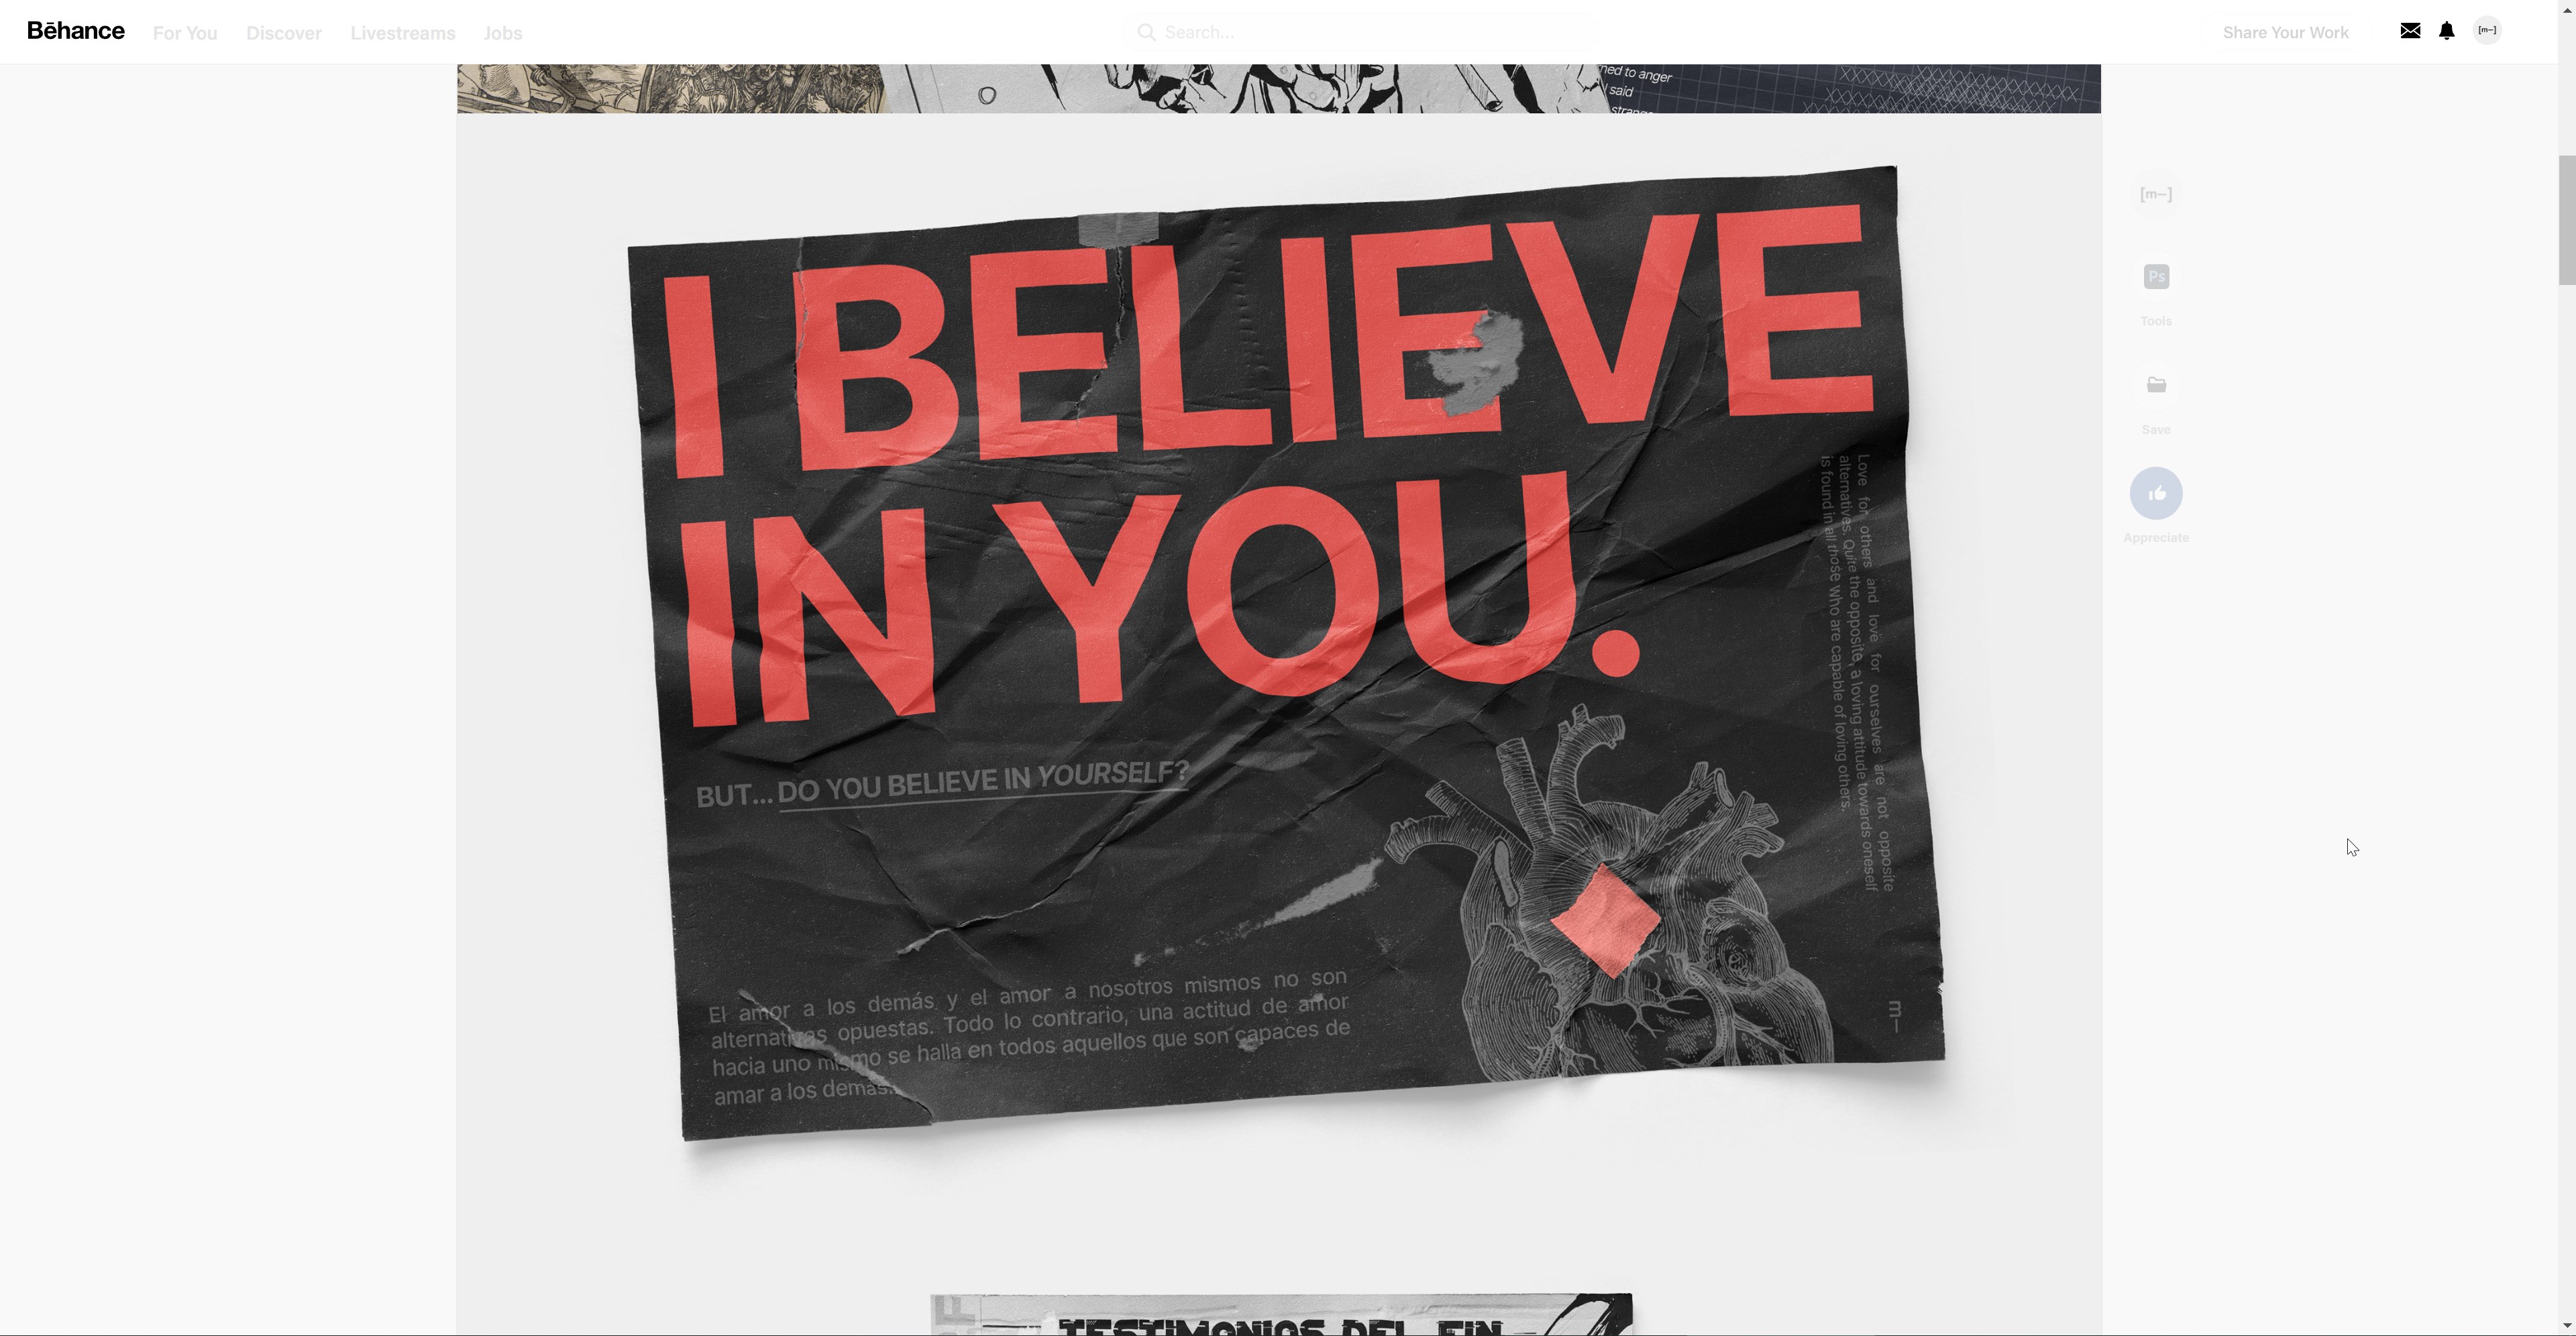 Bēhance
For You
Discover
Livestreams
Jobs
Search...
Share Your Work
[m—]
ned to anger
said
strang
I BELIEVE
IN YOU.
BUT... DO YOU BELIEVE IN YOURSELF?
Love for others and love for ourselves are not opposite
alternatives. Quite the opposite, a loving attitude towards oneself
is found in all those who are capable of loving others.
El amor a los demás y el amor a nosotros mismos no son
alternativas opuestas. Todo lo contrario, una actitud de amor
hacia uno mismo se halla en todos aquellos que son capaces de
amar a los demás.
m—
[m—]
Ps
Tools
Save
Appreciate
TESTIMONIOS DEL FIN